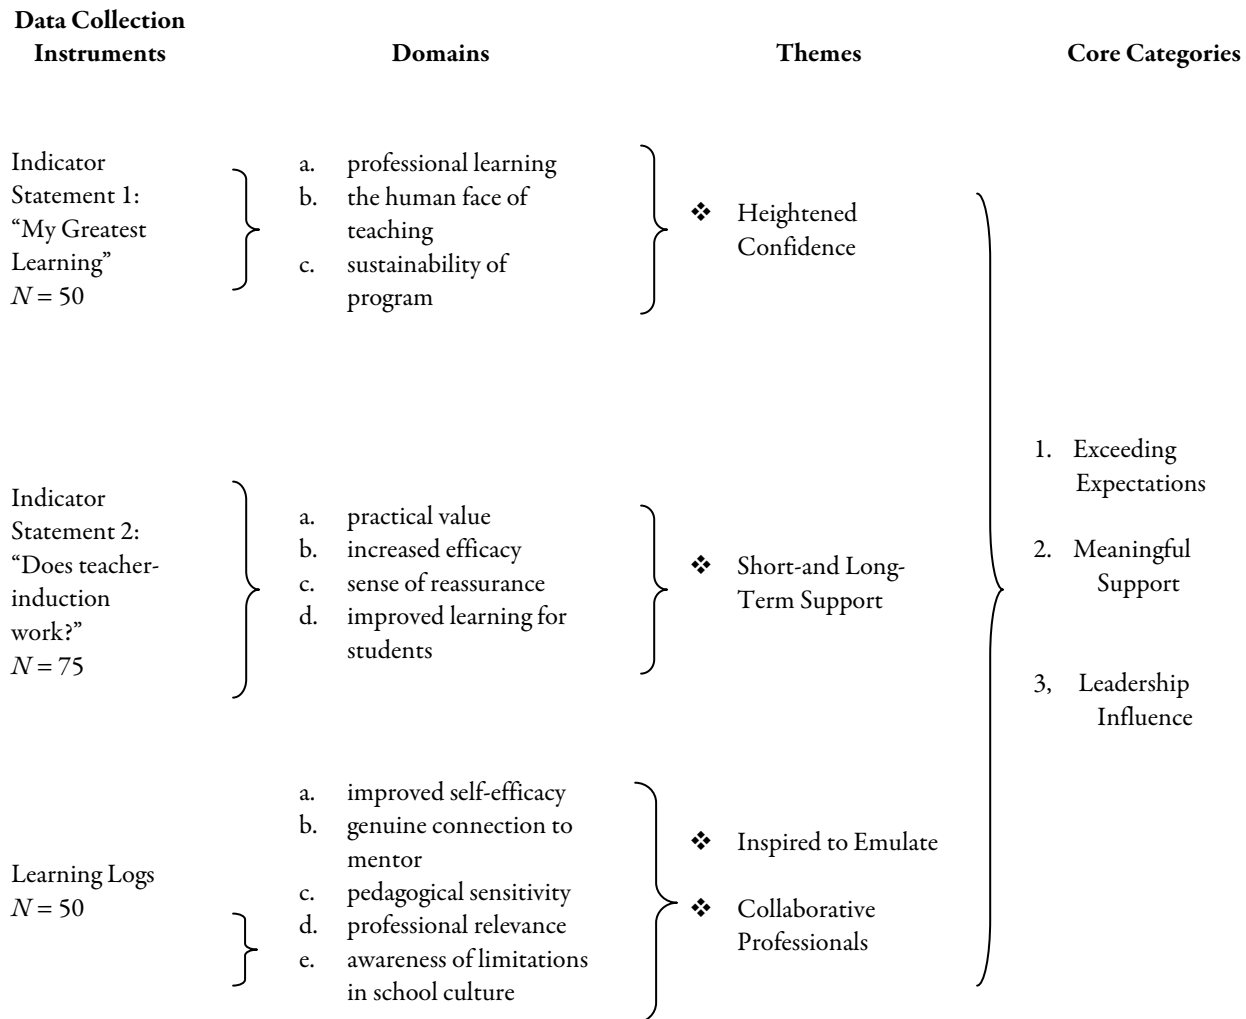 Data Collection
Instruments
Domains
Themes
Core Categories
Indicator
Statement 1:
“My Greatest
Learning”
N = 50
a. professional learning
b. the human face of
teaching
c. sustainability of
program
❖ Heightened
Confidence
Indicator
Statement 2:
“Does teacher-
induction
work?”
N = 75
a. practical value
b. increased efficacy
c. sense of reassurance
d. improved learning for
students
❖ Short-and Long-
Term Support
Learning Logs
N = 50
a. improved self-efficacy
b. genuine connection to
mentor
c. pedagogical sensitivity
d. professional relevance
e. awareness of limitations
in school culture
❖ Inspired to Emulate
❖ Collaborative
Professionals
1. Exceeding
Expectations
2. Meaningful
Support
3, Leadership
Influence